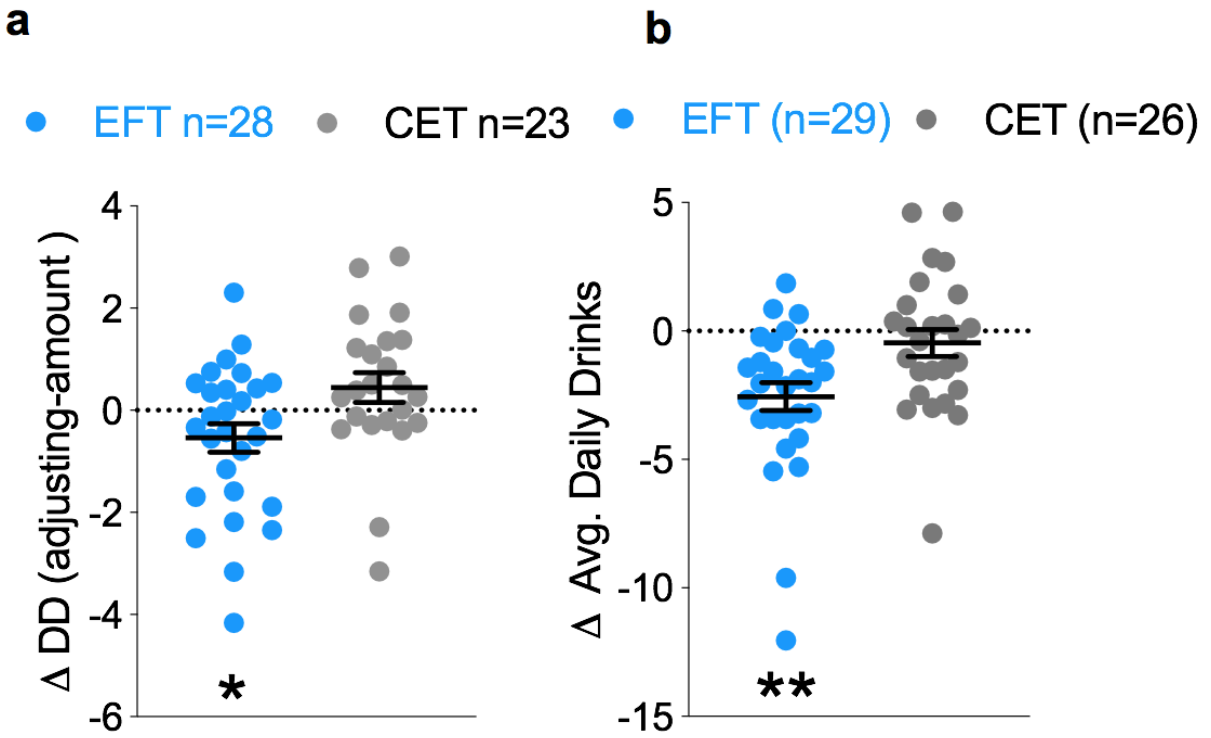 a
EFT n=28 CET n=23
4
2
0
-2
-4
-6
Δ DD (adjusting-amount )
*
b
EFT (n=29) CET (n=26)
5
0
-5
-10
-15
Δ Avg. Daily Drinks
**